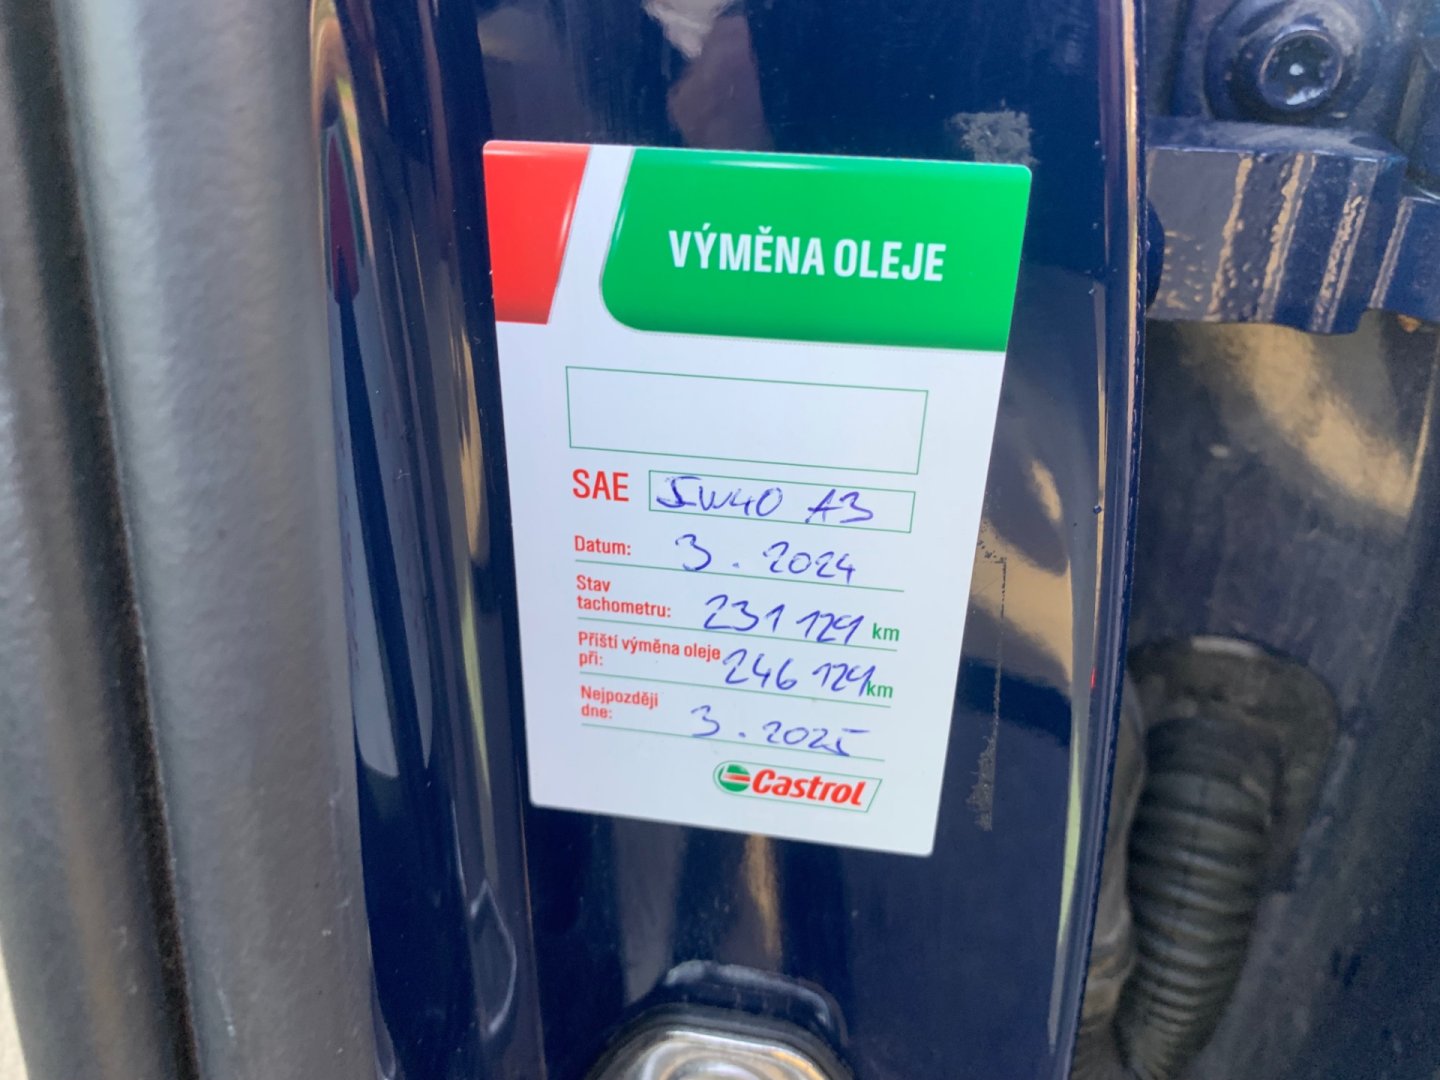 VÝMĚNA OLEJE
SAE 5W40 A3
Datum: 3. 2024
Stav
tachometru: 231 129 km
Příští výměna oleje
při: 246 129 km
Nejpozději
dne: 3. 2025
Castrol